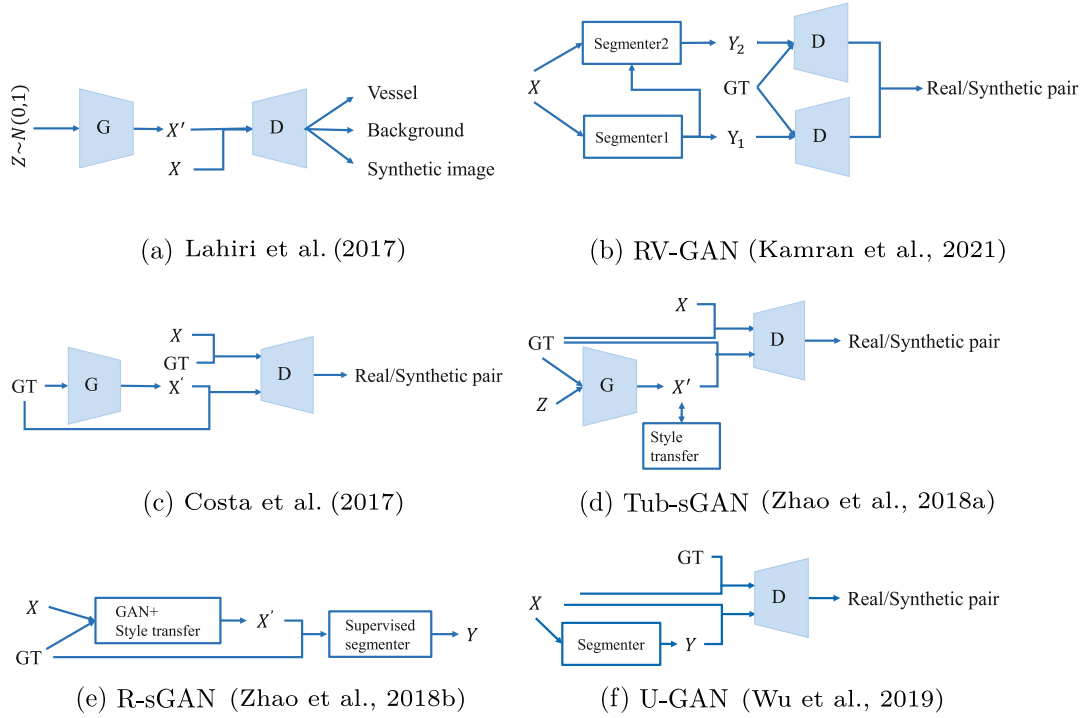 Z~N(0,1)
G
X′
X
D
Vessel
Background
Synthetic image
(a) Lahiri et al. (2017)
X
Segmenter2
Segmenter1
Y₂
GT
Y₁
D
D
Real/Synthetic pair
(b) RV-GAN (Kamran et al., 2021)
GT
G
X
GT
X‘
D
Real/Synthetic pair
(c) Costa et al. (2017)
X
GT
Z
G
X′
Style
transfer
D
Real/Synthetic pair
(d) Tub-sGAN (Zhao et al., 2018a)
X
GT
GAN+
Style transfer
X’
Supervised
segmenter
Y
(e) R-sGAN (Zhao et al., 2018b)
GT
X
Segmenter
Y
D
Real/Synthetic pair
(f) U-GAN (Wu et al., 2019)